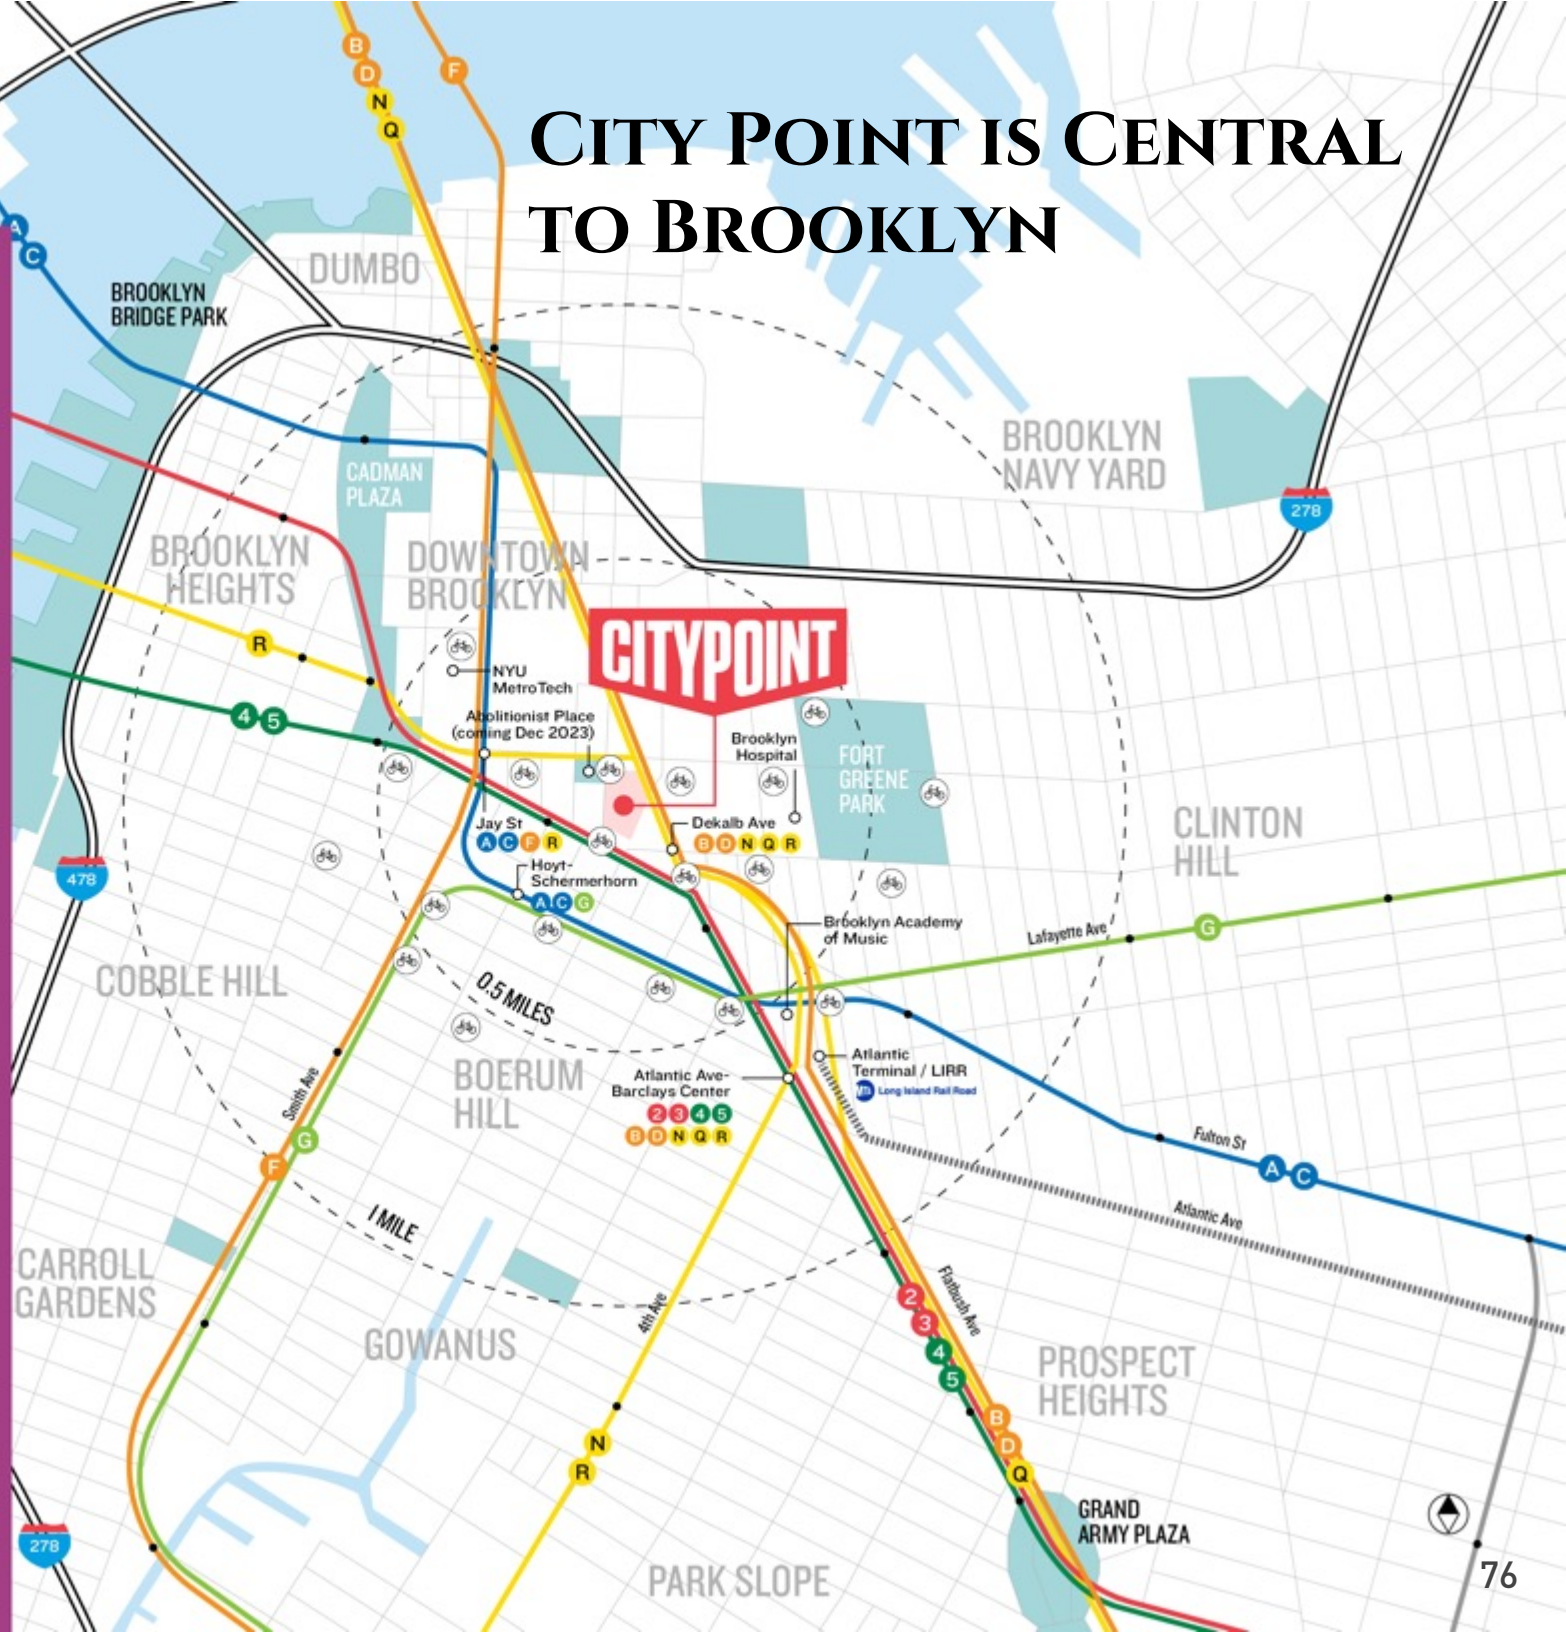 CITY POINT IS CENTRAL
TO BROOKLYN
B
D
N
Q
F
A
C
DUMBO
BROOKLYN
BRIDGE PARK
CADMAN
PLAZA
BROOKLYN
NAVY YARD
278
BROOKLYN
HEIGHTS
DOWNTOWN
BROOKLYN
R
4 5
CITYPOINT
NYU
MetroTech
Abolitionist Place
(coming Dec 2023)
Brooklyn
Hospital
FORT
GREENE
PARK
Jay St
A C F R
Dekalb Ave
B D N Q R
Hoyt-
Schermerhorn
A C G
478
CLINTON
HILL
Brooklyn Academy
of Music
Lafayette Ave
G
COBBLE HILL
0.5 MILES
BOERUM
HILL
Atlantic Ave-
Barclays Center
2 3 4 5
B D N Q R
Atlantic
Terminal / LIRR
Long Island Rail Road
Smith Ave
G
F
Fulton St
A C
Atlantic Ave
1 MILE
CARROLL
GARDENS
GOWANUS
4th Ave
Flatbush Ave
2
3
4
5
PROSPECT
HEIGHTS
B
D
Q
N
R
GRAND
ARMY PLAZA
278
PARK SLOPE
76